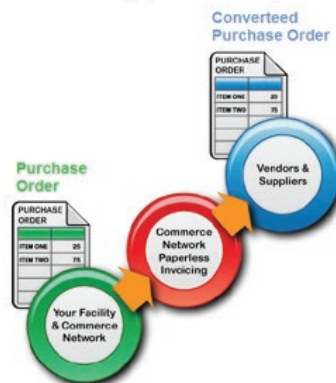 Converteed
Purchase Order
PURCHASE
ORDER
ITEM ONE 25
ITEM TWO 75
Vendors &
Suppliers
Purchase
Order
PURCHASE
ORDER
ITEM ONE 25
ITEM TWO 75
Commerce
Network
Paperless
Invoicing
Your Facility
& Commerce
Network